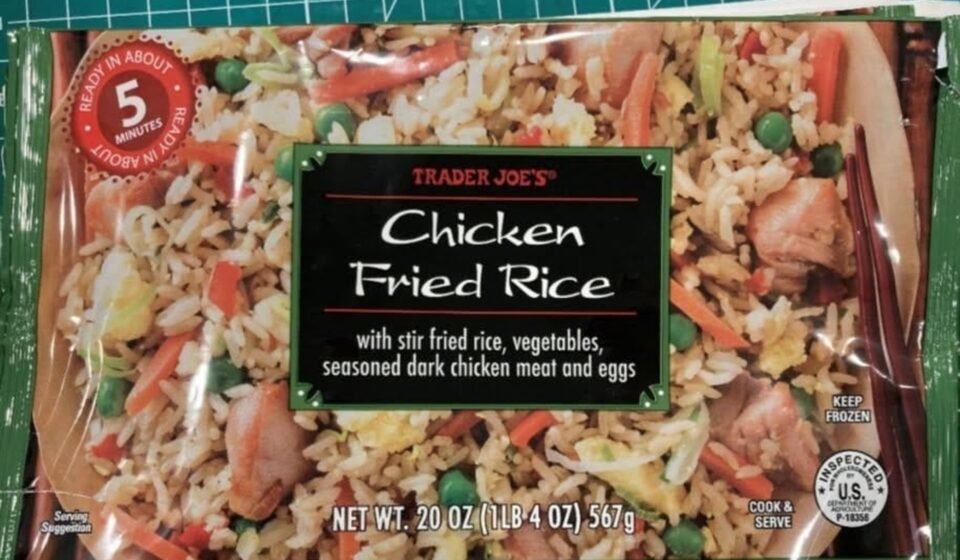 READY IN ABOUT
5
MINUTES
READY IN ABOUT
TRADER JOE'S®
Chicken
Fried Rice
with stir fried rice, vegetables,
seasoned dark chicken meat and eggs
KEEP
FROZEN
Serving
Suggestion
NET WT. 20 OZ (1LB 4 OZ) 567g
COOK &
SERVE
INSPECTED
FOR WHOLESOMENESS
U.S.
DEPARTMENT OF
AGRICULTURE
P-18356